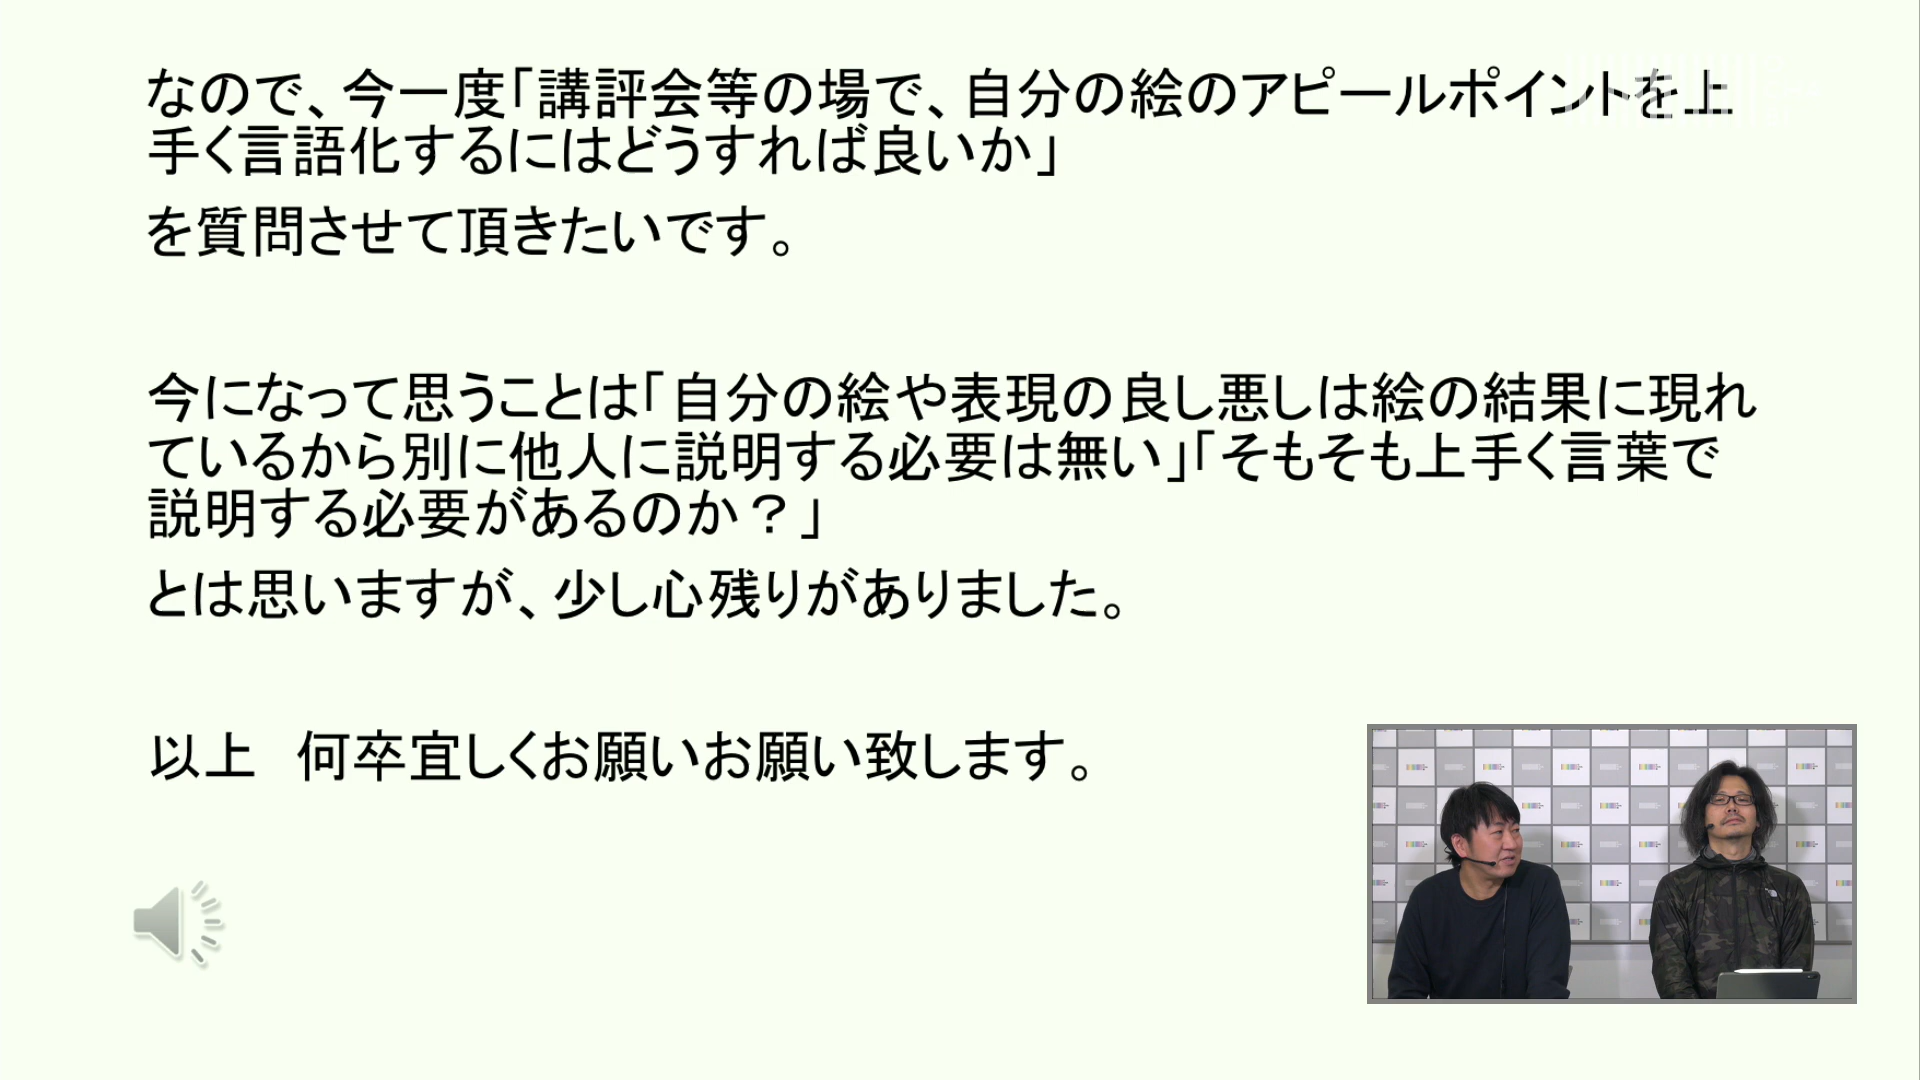 なので、今一度「講評会等の場で、自分の絵のアピールポイントを上
手く言語化するにはどうすれば良いか」
を質問させて頂きたいです。
今になって思うことは「自分の絵や表現の良し悪しは絵の結果に現れ
ているから別に他人に説明する必要は無い」「そもそも上手く言葉で
説明する必要があるのか？」
とは思いますが、少し心残りがありました。
以上　何卒宜しくお願いお願い致します。